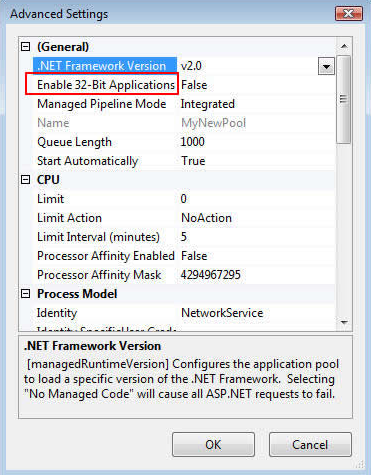 Advanced Settings
(General)
.NET Framework Version v2.0
Enable 32-Bit Applications False
Managed Pipeline Mode Integrated
Name MyNewPool
Queue Length 1000
Start Automatically True
CPU
Limit 0
Limit Action NoAction
Limit Interval (minutes) 5
Processor Affinity Enabled False
Processor Affinity Mask 4294967295
Process Model
Identity NetworkService
.NET Framework Version
[managedRuntimeVersion] Configures the application pool
to load a specific version of the .NET Framework. Selecting
"No Managed Code" will cause all ASP.NET requests to fail.
OK Cancel